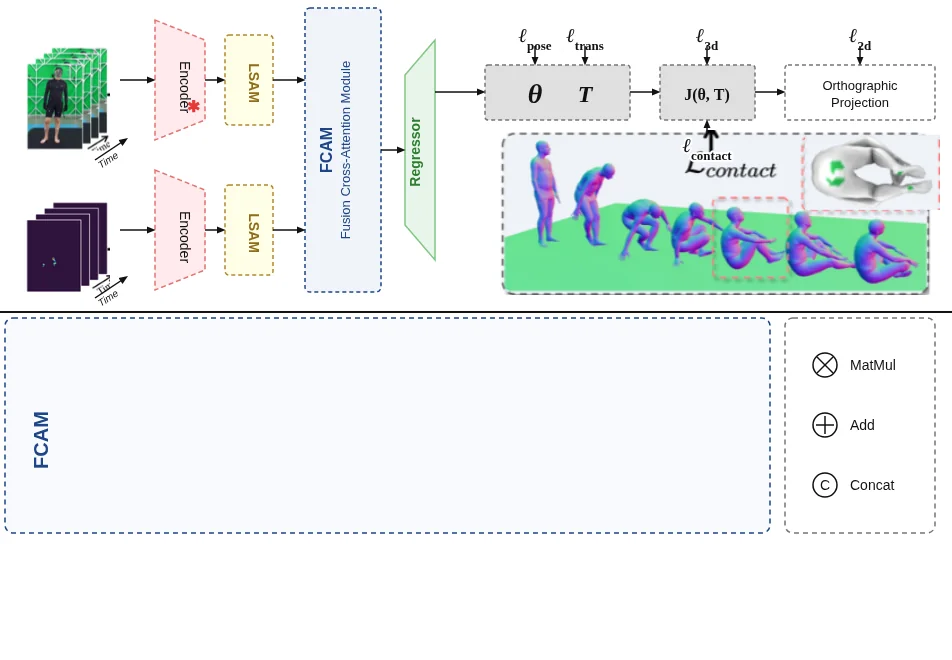 ℓpose ℓtrans ℓ3d ℓ2d
Encoder
LSAM
FCAM
Fusion Cross-Attention Module
Regressor
θ T
J(θ, T)
Orthographic
Projection
Time
ℓcontact
ℒcontact
Encoder
LSAM
Time
FCAM
MatMul
Add
C Concat